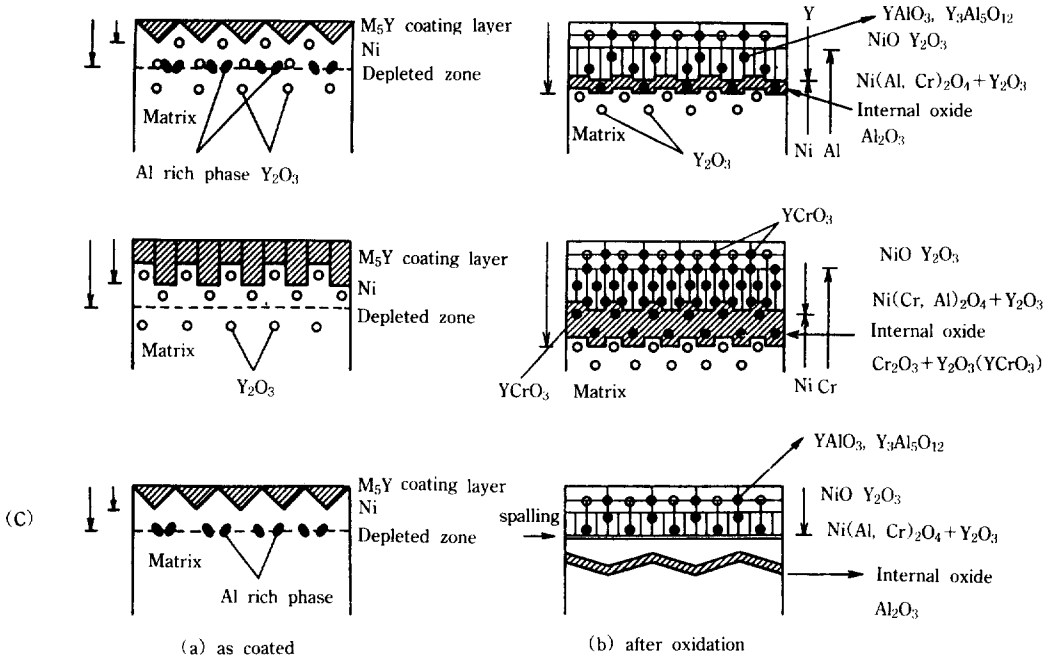 M₅Y coating layer
Ni
Depleted zone
Matrix
Al rich phase Y₂O₃
Y
YAlO₃, Y₃Al₅O₁₂
NiO Y₂O₃
Ni(Al, Cr)₂O₄+Y₂O₃
Internal oxide
Al₂O₃
Matrix
Ni Al
Y₂O₃
M₅Y coating layer
Ni
Depleted zone
Matrix
Y₂O₃
YCrO₃
NiO Y₂O₃
Ni(Cr, Al)₂O₄+Y₂O₃
Internal oxide
Cr₂O₃+Y₂O₃(YCrO₃)
YCrO₃
Matrix
Ni Cr
(C)
M₅Y coating layer
Ni
Depleted zone
Matrix
Al rich phase
YAlO₃, Y₃Al₅O₁₂
NiO Y₂O₃
spalling
Ni(Al, Cr)₂O₄+Y₂O₃
Internal oxide
Al₂O₃
(a) as coated
(b) after oxidation